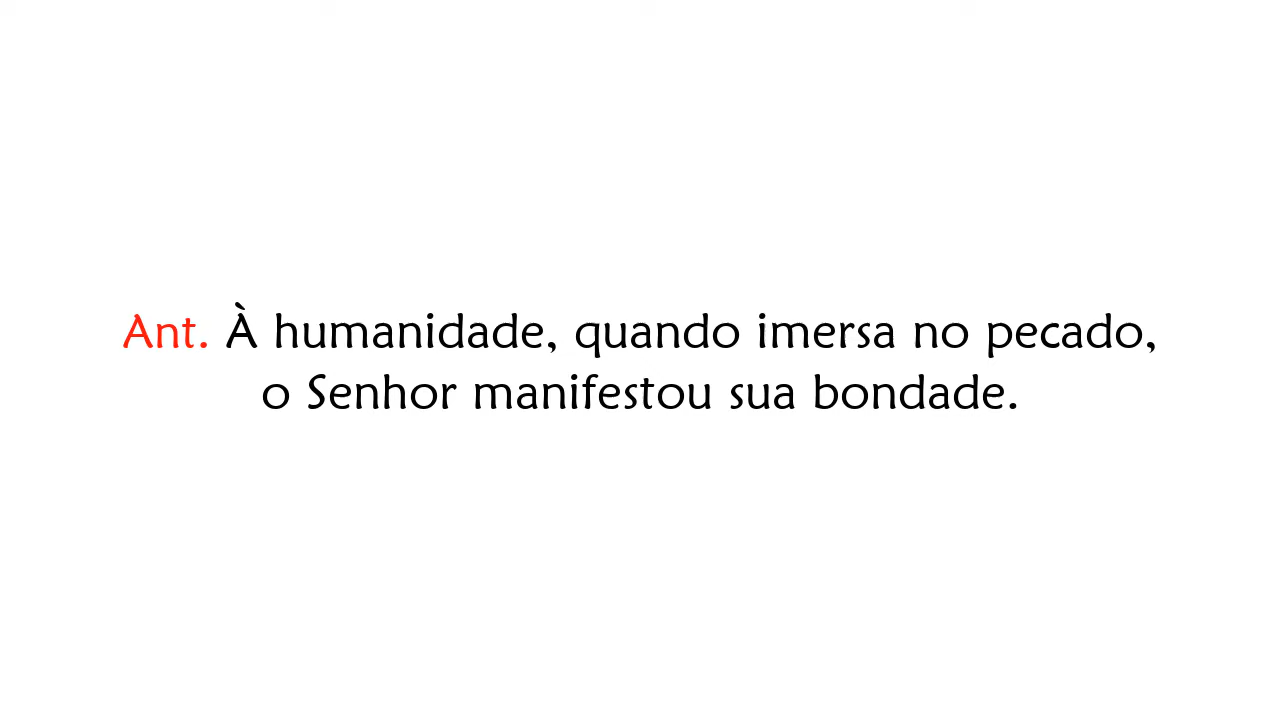 Ant. À humanidade, quando imersa no pecado,
o Senhor manifestou sua bondade.